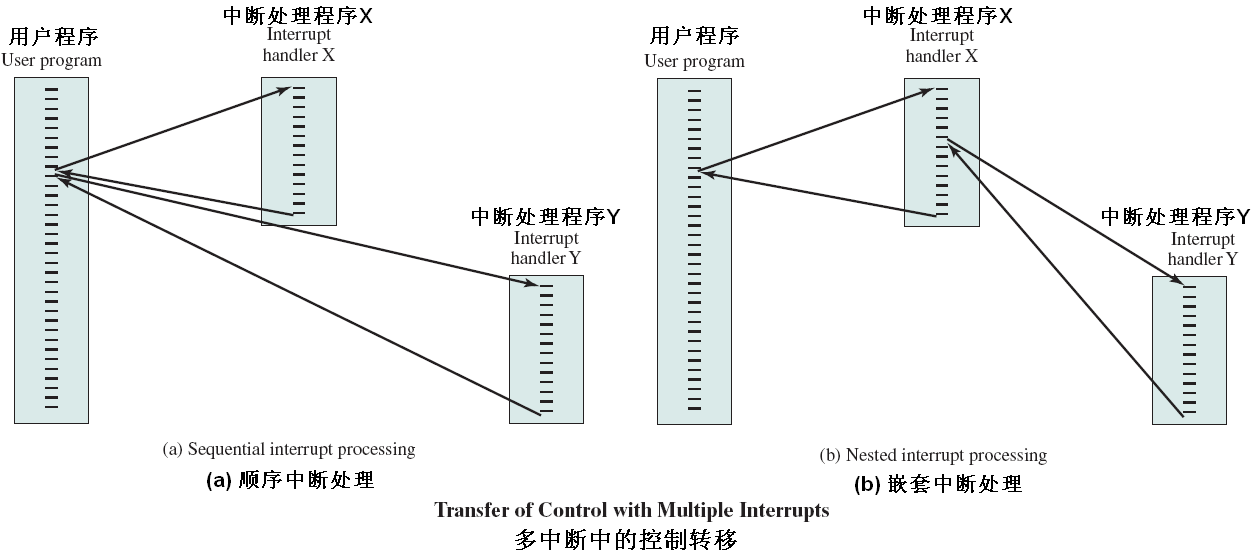 用户程序
User program
中断处理程序X
Interrupt
handler X
中断处理程序Y
Interrupt
handler Y
(a) Sequential interrupt processing
(a) 顺序中断处理
用户程序
User program
中断处理程序X
Interrupt
handler X
中断处理程序Y
Interrupt
handler Y
(b) Nested interrupt processing
(b) 嵌套中断处理
Transfer of Control with Multiple Interrupts
多中断中的控制转移